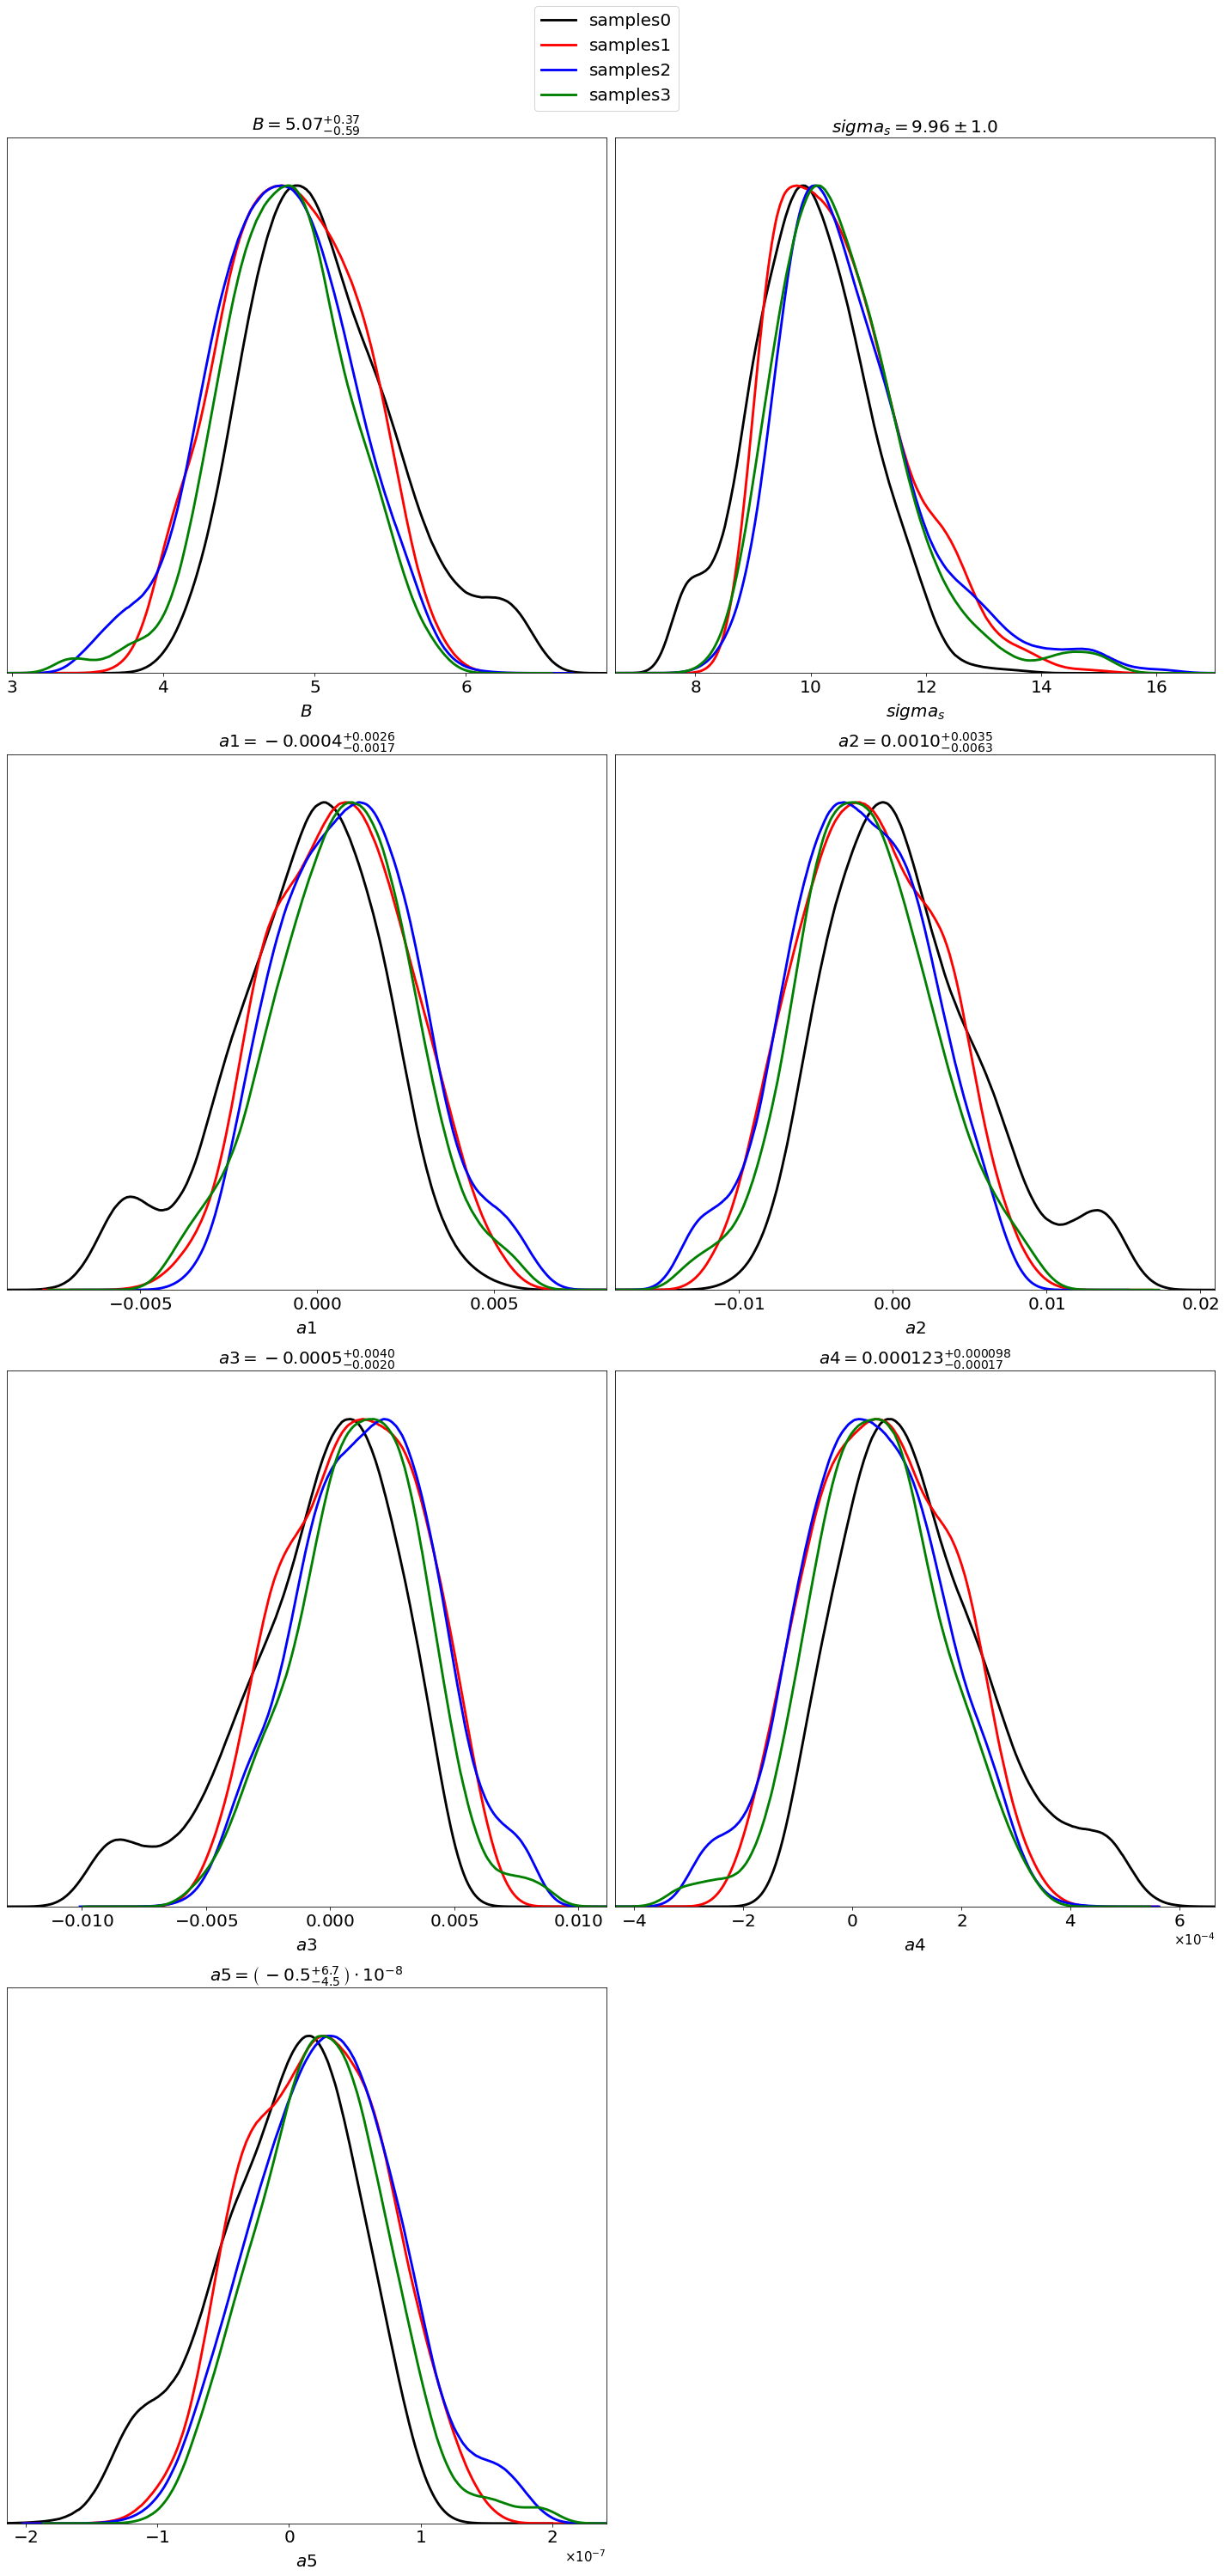 samples0
samples1
samples2
samples3
B = 5.07^{+0.37}_{-0.59}
sigma_s = 9.96 ± 1.0
3 4 5 6
8 10 12 14 16
B
sigma_s
a1 = −0.0004^{+0.0026}_{-0.0017}
a2 = 0.0010^{+0.0035}_{-0.0063}
−0.005 0.000 0.005
−0.01 0.00 0.01 0.02
a1
a2
a3 = −0.0005^{+0.0040}_{-0.0020}
a4 = 0.000123^{+0.000098}_{-0.00017}
−0.010 −0.005 0.000 0.005 0.010
−4 −2 0 2 4 6
×10^{−4}
a3
a4
a5 = (−0.5^{+6.7}_{-4.5}) · 10^{−8}
−2 −1 0 1 2
×10^{−7}
a5